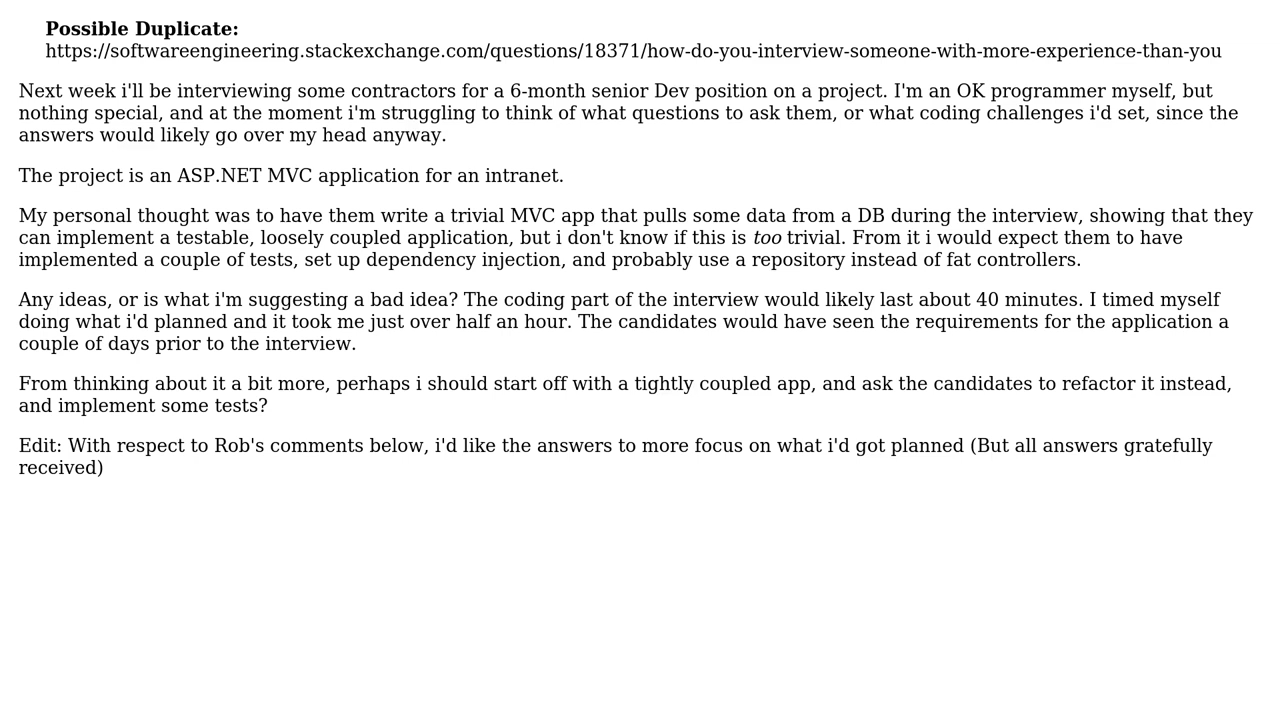 Possible Duplicate:
https://softwareengineering.stackexchange.com/questions/18371/how-do-you-interview-someone-with-more-experience-than-you
Next week i'll be interviewing some contractors for a 6-month senior Dev position on a project. I'm an OK programmer myself, but
nothing special, and at the moment i'm struggling to think of what questions to ask them, or what coding challenges i'd set, since the
answers would likely go over my head anyway.
The project is an ASP.NET MVC application for an intranet.
My personal thought was to have them write a trivial MVC app that pulls some data from a DB during the interview, showing that they
can implement a testable, loosely coupled application, but i don't know if this is too trivial. From it i would expect them to have
implemented a couple of tests, set up dependency injection, and probably use a repository instead of fat controllers.
Any ideas, or is what i'm suggesting a bad idea? The coding part of the interview would likely last about 40 minutes. I timed myself
doing what i'd planned and it took me just over half an hour. The candidates would have seen the requirements for the application a
couple of days prior to the interview.
From thinking about it a bit more, perhaps i should start off with a tightly coupled app, and ask the candidates to refactor it instead,
and implement some tests?
Edit: With respect to Rob's comments below, i'd like the answers to more focus on what i'd got planned (But all answers gratefully
received)